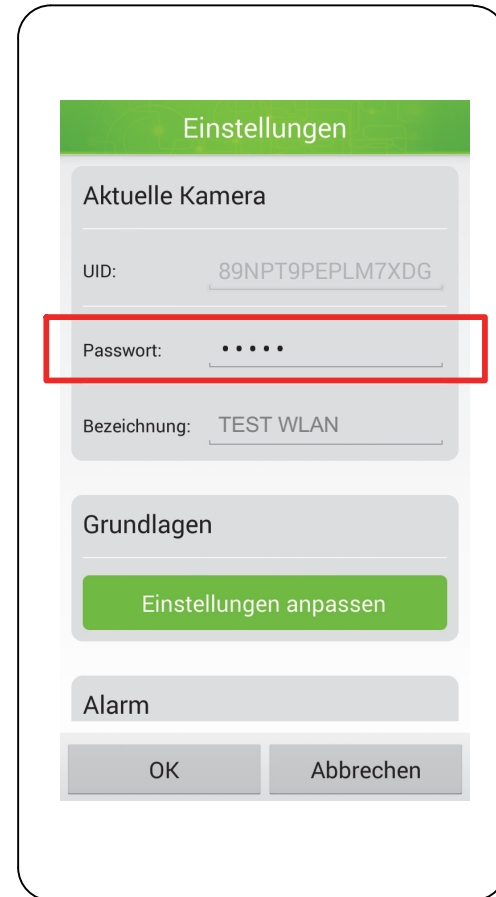 Einstellungen
Aktuelle Kamera
UID: 89NPT9PEPLM7XDG
Passwort: •••••
Bezeichnung: TEST WLAN
Grundlagen
Einstellungen anpassen
Alarm
OK Abbrechen